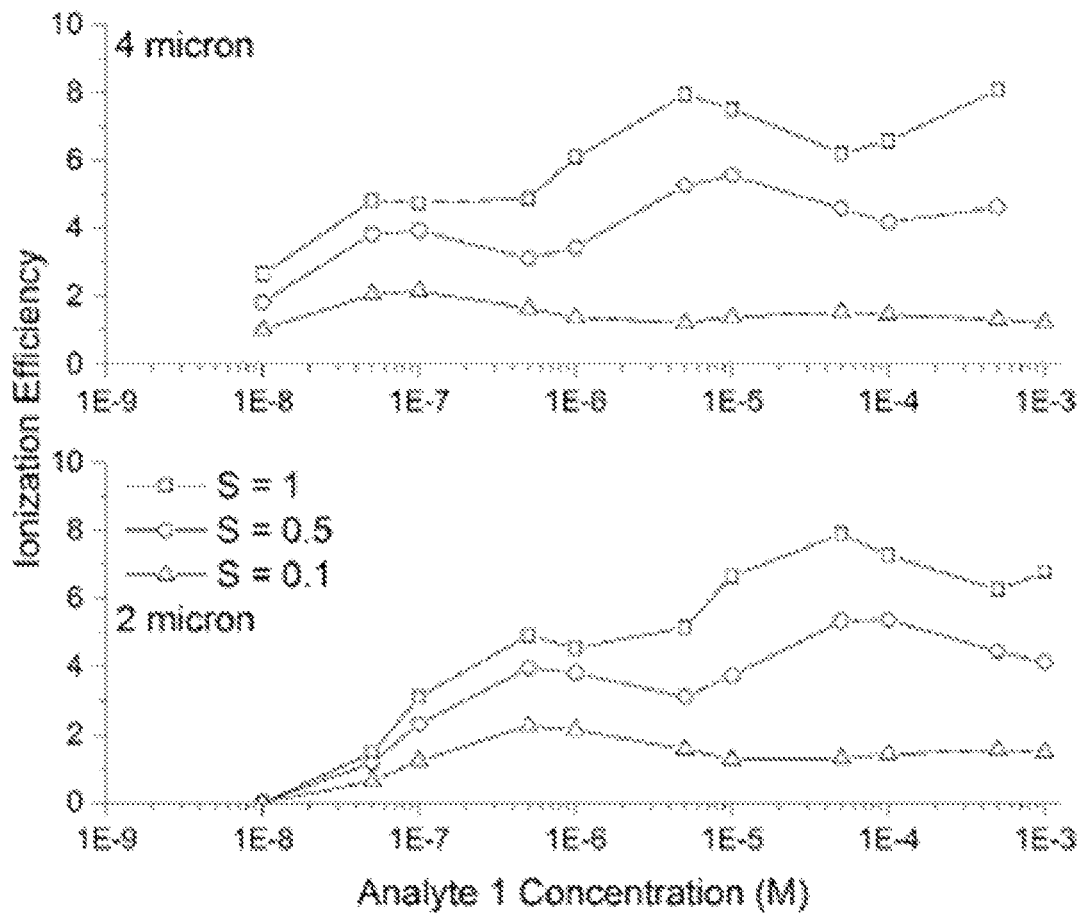 10
4 micron
8
6
4
2
0
1E-9 1E-8 1E-7 1E-6 1E-5 1E-4 1E-3
Ionization Efficiency
10
S = 1
8
S = 0.5
6
S = 0.1
2 micron
4
2
0
1E-9 1E-8 1E-7 1E-6 1E-5 1E-4 1E-3
Analyte 1 Concentration (M)